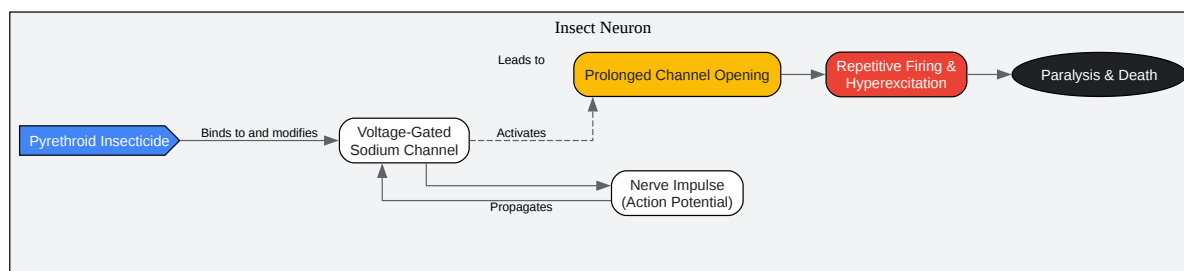 Insect Neuron
Leads to
Prolonged Channel Opening
Repetitive Firing &
Hyperexcitation
Paralysis & Death
Pyrethroid Insecticide
Binds to and modifies
Voltage-Gated
Sodium Channel
Activates
Nerve Impulse
(Action Potential)
Propagates